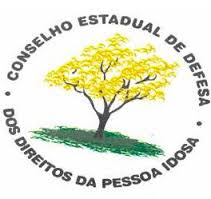 • CONSELHO ESTADUAL DE DEFESA •
DOS DIREITOS DA PESSOA IDOSA